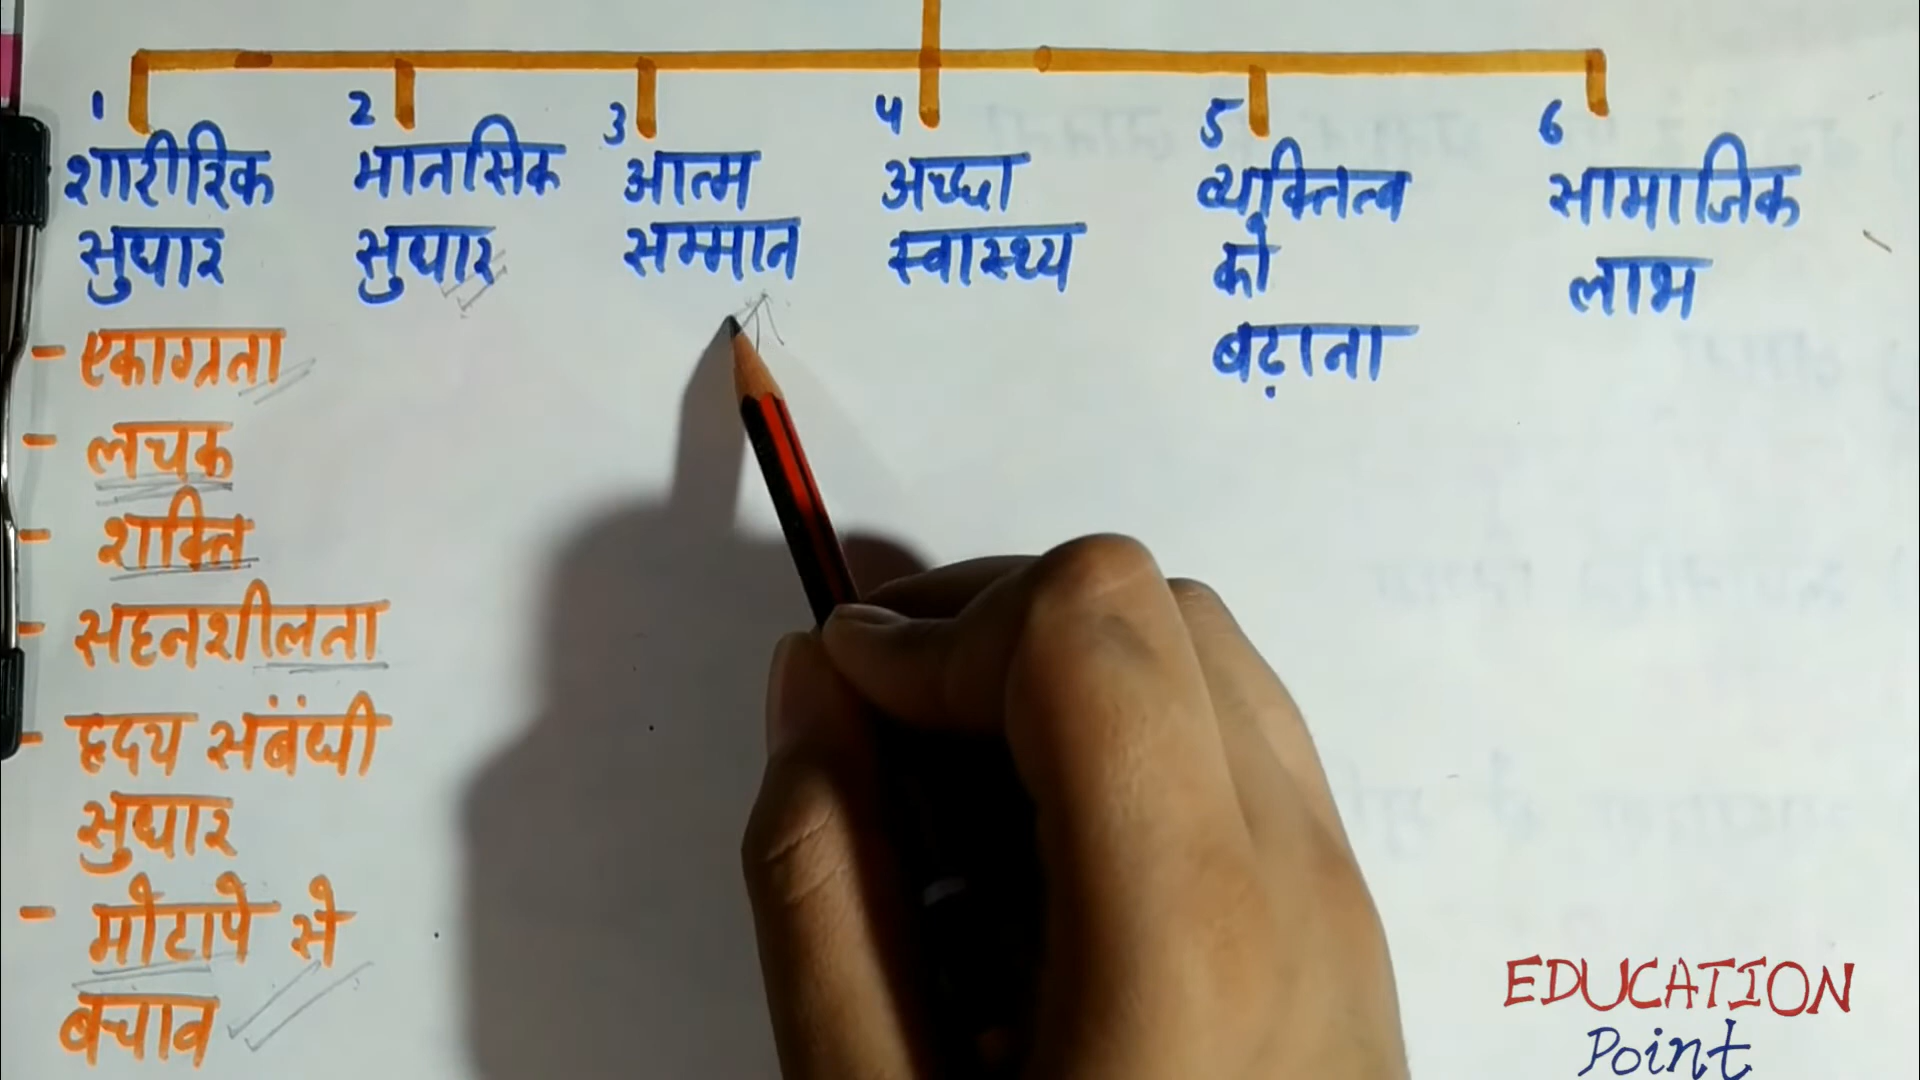 1
शारीरिक
सुधार
- एकाग्रता
- लचक
- शक्ति
- सहनशीलता
- हृदय संबंधी
सुधार
- मोटापे से
बचाव
2
मानसिक
सुधार
3
आत्म
सम्मान
4
अच्छा
स्वास्थ्य
5
व्यक्तित्व
को
बढ़ाना
6
सामाजिक
लाभ
EDUCATION
Point